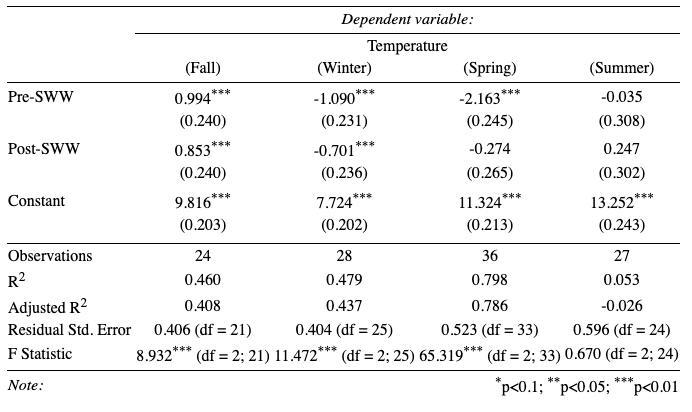 Dependent variable:
Temperature
(Fall) (Winter) (Spring) (Summer)
Pre-SWW 0.994*** -1.090*** -2.163*** -0.035
(0.240) (0.231) (0.245) (0.308)
Post-SWW 0.853*** -0.701*** -0.274 0.247
(0.240) (0.236) (0.265) (0.302)
Constant 9.816*** 7.724*** 11.324*** 13.252***
(0.203) (0.202) (0.213) (0.243)
Observations 24 28 36 27
R2 0.460 0.479 0.798 0.053
Adjusted R2 0.408 0.437 0.786 -0.026
Residual Std. Error 0.406 (df = 21) 0.404 (df = 25) 0.523 (df = 33) 0.596 (df = 24)
F Statistic 8.932*** (df = 2; 21) 11.472*** (df = 2; 25) 65.319*** (df = 2; 33) 0.670 (df = 2; 24)
Note: *p<0.1; **p<0.05; ***p<0.01